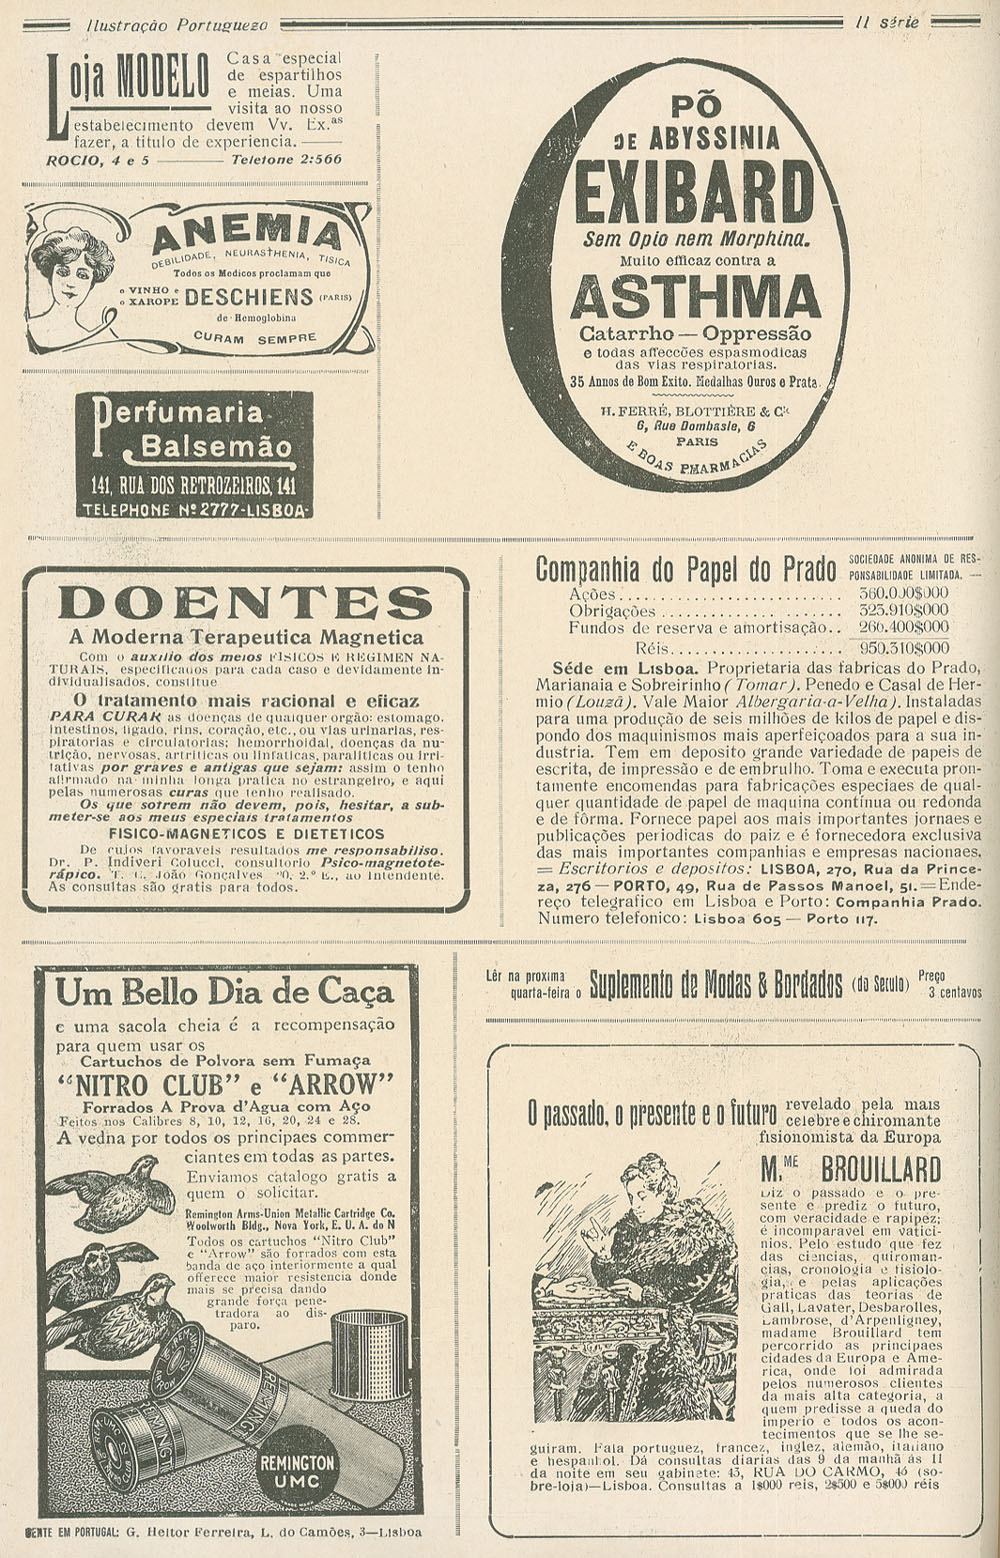 Ilustração Portugueza
II série
Loja MODELO
Casa especial
de espartilhos
e meias. Uma
visita ao nosso
estabelecimento devem Vv. Ex.as
fazer, a titulo de experiencia.
ROCIO, 4 e 5 — Telefone 2:566
ANEMIA
DEBILIDADE, NEURASTHENIA, TISICA
Todos os Medicos proclamam que
o VINHO e
o XAROPE DESCHIENS (PARIS)
de Hemoglobina
CURAM SEMPRE
Perfumaria
Balsemão
141, RUA DOS RETROZEIROS, 141
TELEPHONE Nº 2777-LISBOA-
PÕ
DE ABYSSINIA
EXIBARD
Sem Opio nem Morphina.
Muito efficaz contra a
ASTHMA
Catarrho — Oppressão
e todas affecções espasmodicas
das vias respiratorias.
35 Annos de Bom Exito. Medalhas Ouros e Prata.
H. FERRÉ, BLOTTIÈRE & Cie
6, Rue Dombasle, 6
PARIS
E BOAS PHARMACIAS
DOENTES
A Moderna Terapeutica Magnetica
Com o auxilio dos meios FISICOS E REGIMEN NA-
TURAIS, especificados para cada caso e devidamente in-
dividualisados, constitue
O tratamento mais racional e eficaz
PARA CURAR as doenças de qualquer orgão: estomago,
intestinos, ligado, rins, coração, etc., ou vias urinarias, res-
piratorias e circulatorias; hemorrhoidal, doenças da nu-
trição, nervosas, artriticas ou linfaticas, paraliticas ou irri-
tativas por graves e antigas que sejam: assim o tenho
afirmado na minha longa pratica no estrangeiro, e aqui
pelas numerosas curas que tenho realisado.
Os que sofrem não devem, pois, hesitar, a sub-
meter-se aos meus especiais tratamentos
FISICO-MAGNETICOS E DIETETICOS
De cujos favoraveis resultados me responsabiliso.
Dr. P. Indiveri Colucci, consultorio Psico-magnetote-
rápico. T. C. João Gonçalves 20, 2.º E., ao Intendente.
As consultas são gratis para todos.
Companhia do Papel do Prado
SOCIEDADE ANONIMA DE RES-
PONSABILIDADE LIMITADA. —
Ações........................ 360.000$000
Obrigações ............ ....... 323.910$000
Fundos de reserva e amortisação.. 260.400$000
Réis.................... 950.310$000
Séde em Lisboa. Proprietaria das fabricas do Prado,
Marianaia e Sobreirinho (Tomar). Penedo e Casal de Her-
mio (Louzã). Vale Maior Albergaria-a-Velha). Instaladas
para uma produção de seis milhões de kilos de papel e dis-
pondo dos maquinismos mais aperfeiçoados para a sua in-
dustria. Tem em deposito grande variedade de papeis de
escrita, de impressão e de embrulho. Toma e executa pron-
tamente encomendas para fabricações especiaes de qual-
quer quantidade de papel de maquina continua ou redonda
e de fôrma. Fornece papel aos mais importantes jornaes e
publicações periodicas do paiz e é fornecedora exclusiva
das mais importantes companhias e empresas nacionaes.
= Escritorios e depositos: LISBOA, 270, Rua da Prince-
za, 276 — PORTO, 49, Rua de Passos Manoel, 51. = Ende-
reço telegrafico em Lisboa e Porto: Companhia Prado.
Numero telefonico: Lisboa 605 — Porto 117.
Um Bello Dia de Caça
e uma sacola cheia é a recompensação
para quem usar os
Cartuchos de Polvora sem Fumaça
“NITRO CLUB” e “ARROW”
Forrados A Prova d'Agua com Aço
Feitos nos Calibres 8, 10, 12, 16, 20, 24 e 28.
A vedna por todos os principaes commer-
ciantes em todas as partes.
Enviamos catalogo gratis a
quem o solicitar.
Remington Arms-Union Metallic Cartridge Co.
Woolworth Bldg., Nova York, E. U. A. do N
Todos os cartuchos “Nitro Club”
e “Arrow” são forrados com esta
banda de aço interiormente a qual
offerece maior resistencia donde
mais se precisa dando
grande força pene-
tradora ao dis-
paro.
REMINGTON
UMC
GENTE EM PORTUGAL: G. Heitor Ferreira, L. do Camões, 3—Lisboa
Lêr na proxima
quarta-feira o Suplemento de Modas & Bordados (do Seculo) Preço
3 centavos
O passado, o presente e o futuro revelado pela mais
celebre e chiromante
fisionomista da Europa
M.ME BROUILLARD
Diz o passado e o pre-
sente e prediz o futuro,
com veracidade e rapipez:
é incomparavel em vatici-
nios. Pelo estudo que fez
das ciencias, quiroman-
cias, cronologia e fisiolo-
gia, e pelas aplicações
praticas das teorias de
Gall, Lavater, Desbarolles,
Lambrose, d'Arpenligney,
madame Brouillard tem
percorrido as principaes
cidades da Europa e Ame-
rica, onde foi admirada
pelos numerosos clientes
da mais alta categoria, a
quem predisse a queda do
imperio e todos os acon-
tecimentos que se lhe se-
guiram. Fala portuguez, francez, inglez, alemão, italiano
e hespanhol. Dá consultas diarias das 9 da manhã ás 11
da noite em seu gabinete: 43, RUA DO CARMO, 43 (so-
bre-loja)—Lisboa. Consultas a 1$000 reis, 2$500 e 5$000 réis